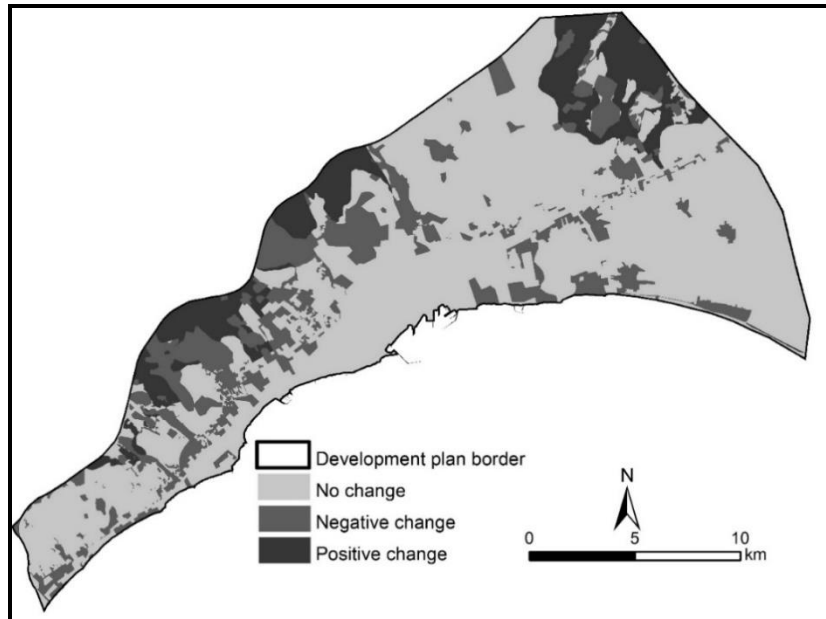 Development plan border
No change
Negative change
Positive change
N
0 5 10
km